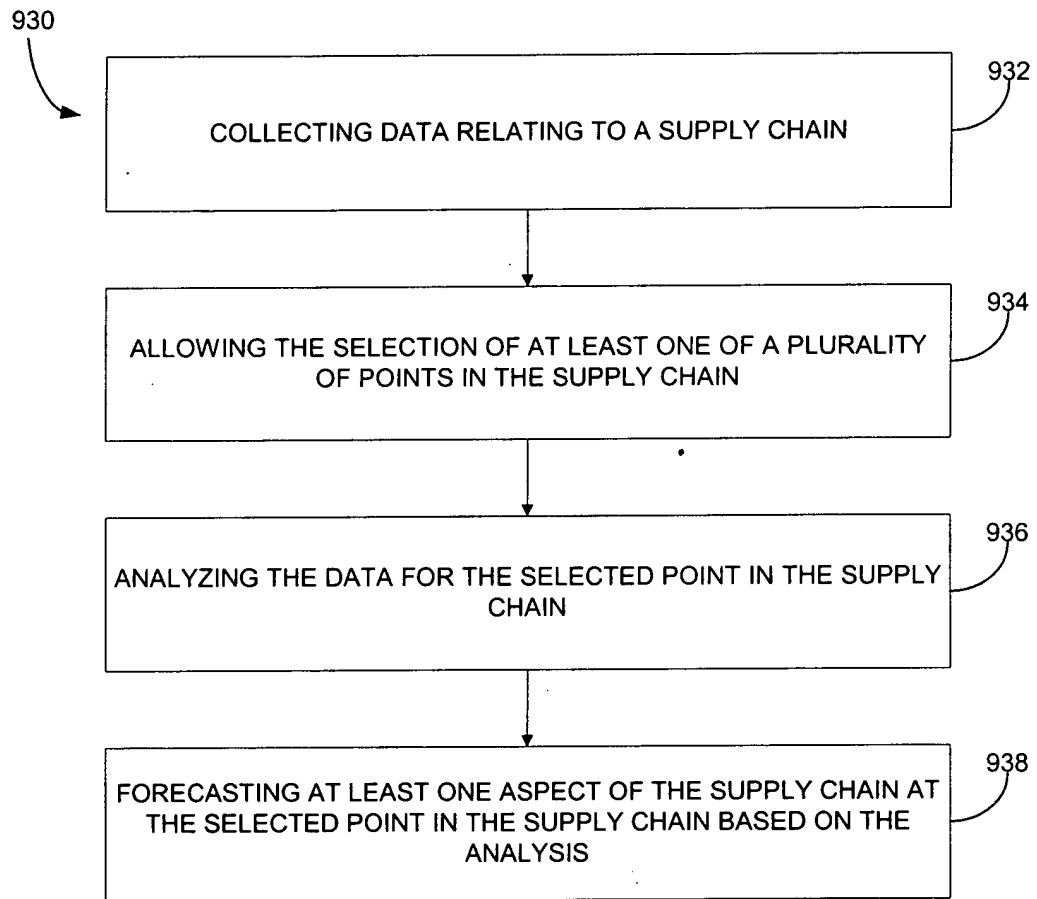 930
932
COLLECTING DATA RELATING TO A SUPPLY CHAIN
934
ALLOWING THE SELECTION OF AT LEAST ONE OF A PLURALITY
OF POINTS IN THE SUPPLY CHAIN
936
ANALYZING THE DATA FOR THE SELECTED POINT IN THE SUPPLY
CHAIN
938
FORECASTING AT LEAST ONE ASPECT OF THE SUPPLY CHAIN AT
THE SELECTED POINT IN THE SUPPLY CHAIN BASED ON THE
ANALYSIS